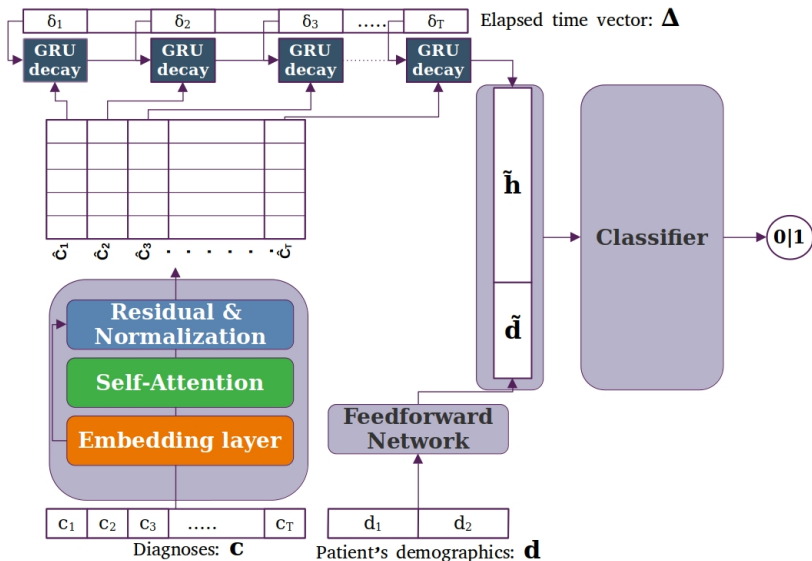 δ1 δ2 δ3 ..... δT Elapsed time vector: Δ
GRU decay GRU decay GRU decay GRU decay
Ĉ1 Ĉ2 Ĉ3 . . . . . . ĈT
h̃
d̃
Classifier
0|1
Residual &
Normalization
Self-Attention
Embedding layer
Feedforward
Network
c1 c2 c3 ..... cT
d1 d2
Diagnoses: c
Patient's demographics: d